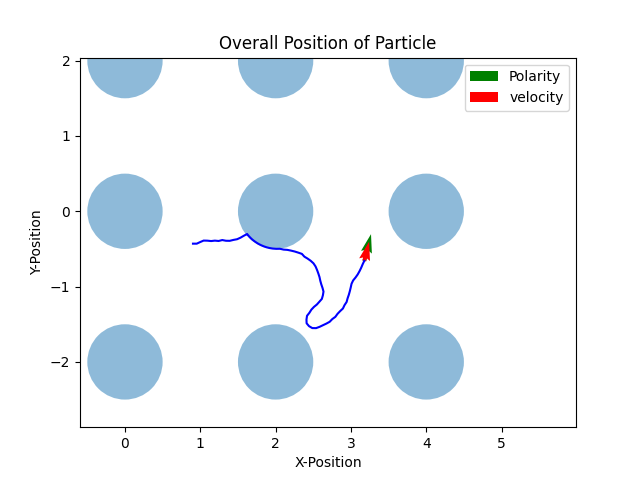 Overall Position of Particle
Polarity
velocity
2
1
0
−1
−2
Y-Position
0
1
2
3
4
5
X-Position